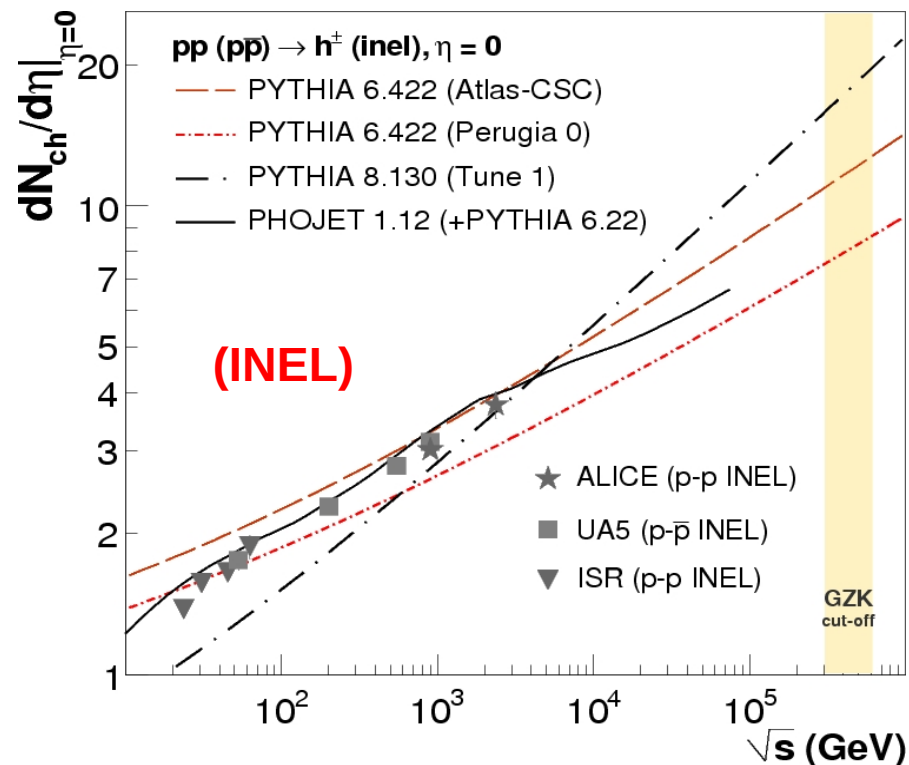 dN_ch/dη|_η=0
pp (pp̅) → h± (inel), η = 0
PYTHIA 6.422 (Atlas-CSC)
PYTHIA 6.422 (Perugia 0)
PYTHIA 8.130 (Tune 1)
PHOJET 1.12 (+PYTHIA 6.22)
20
10
7
5
4
3
2
1
(INEL)
ALICE (p-p INEL)
UA5 (p-p̅ INEL)
ISR (p-p INEL)
GZK
cut-off
10² 10³ 10⁴ 10⁵
√s (GeV)